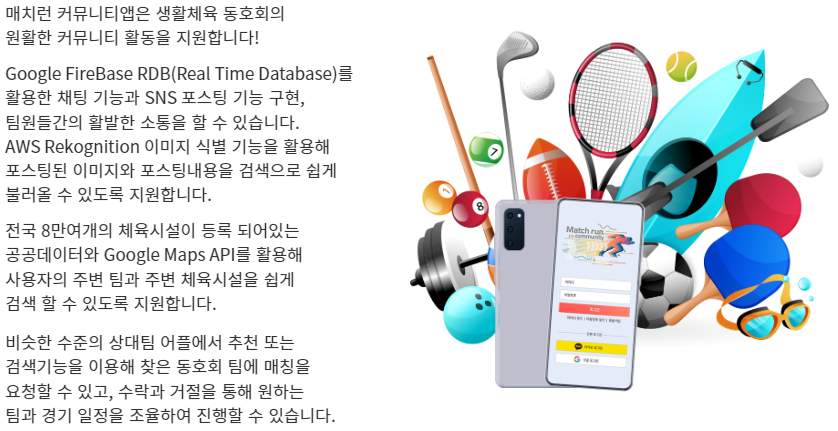 매치런 커뮤니티앱은 생활체육 동호회의
원활한 커뮤니티 활동을 지원합니다!
Google FireBase RDB(Real Time Database)를
활용한 채팅 기능과 SNS 포스팅 기능 구현,
팀원들간의 활발한 소통을 할 수 있습니다.
AWS Rekognition 이미지 식별 기능을 활용해
포스팅된 이미지와 포스팅내용을 검색으로 쉽게
불러올 수 있도록 지원합니다.
전국 8만여개의 체육시설이 등록 되어있는
공공데이터와 Google Maps API를 활용해
사용자의 주변 팀과 주변 체육시설을 쉽게
검색 할 수 있도록 지원합니다.
비슷한 수준의 상대팀 어플에서 추천 또는
검색기능을 이용해 찾은 동호회 팀에 매칭을
요청할 수 있고, 수락과 거절을 통해 원하는
팀과 경기 일정을 조율하여 진행할 수 있습니다.
7
1
8
Match run
community
비밀번호
로그인